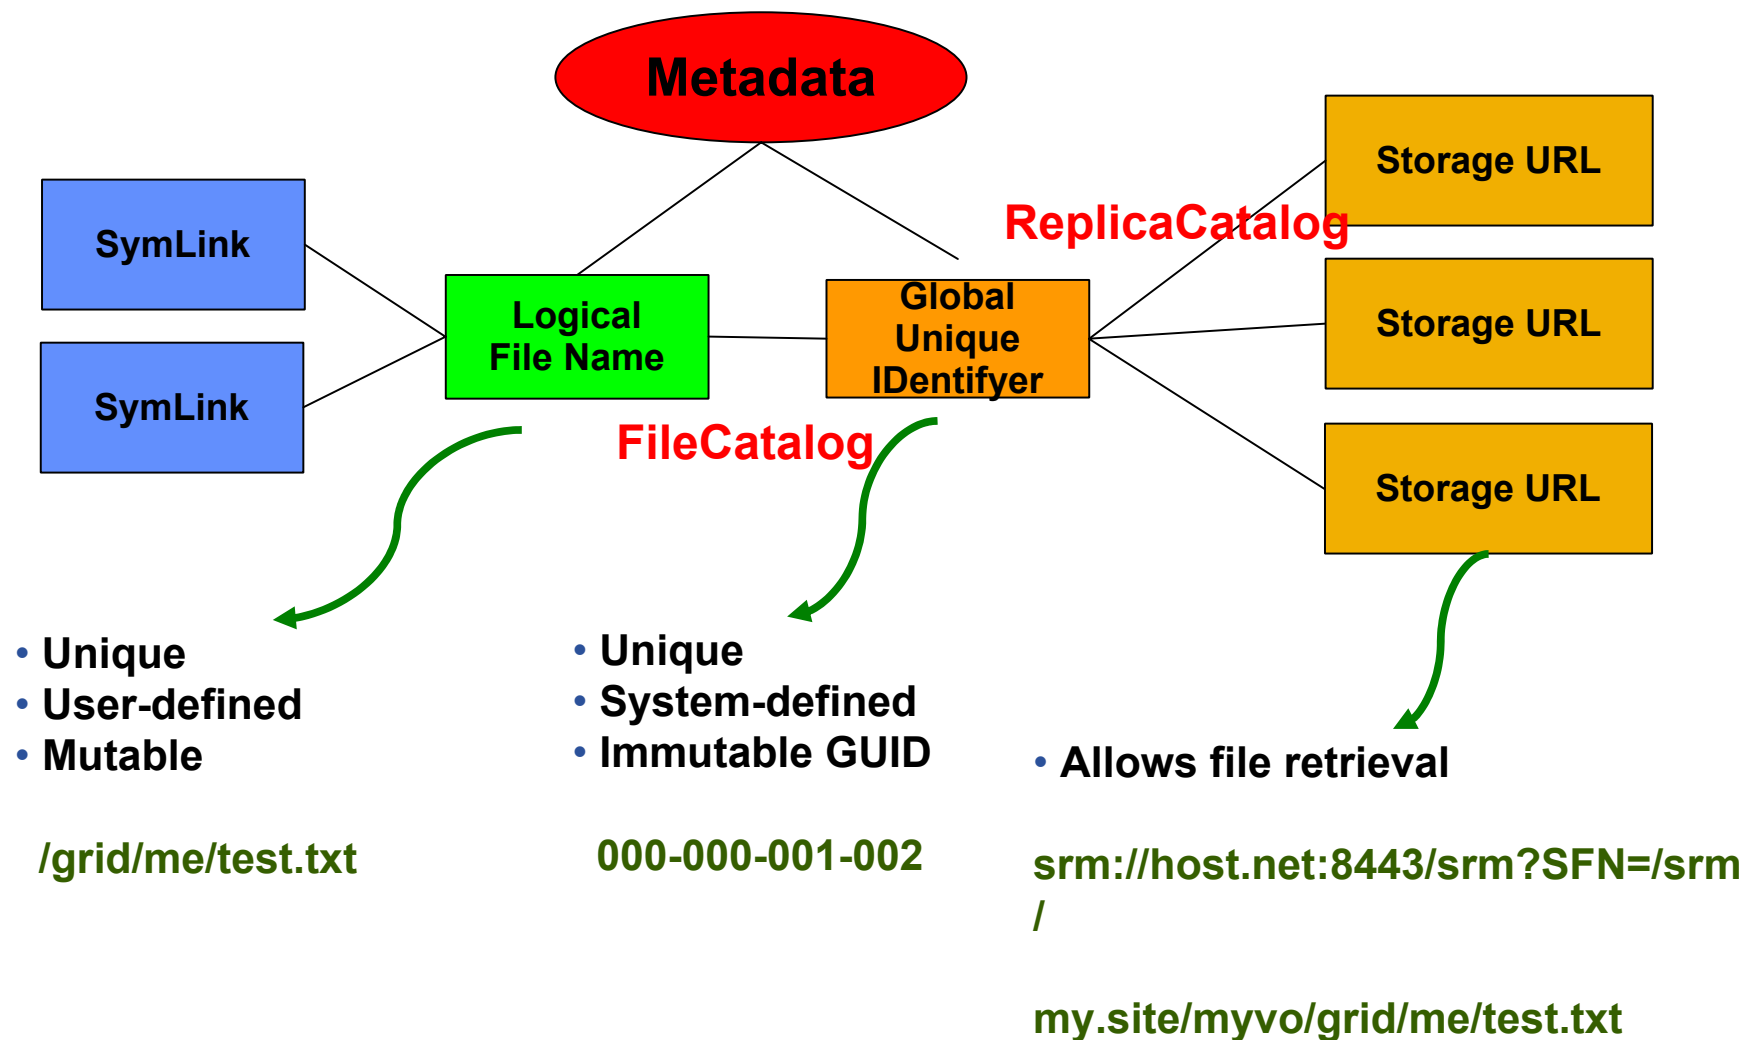 Metadata
Storage URL
ReplicaCatalog
SymLink
Logical
File Name
Global
Unique
IDentifyer
Storage URL
SymLink
FileCatalog
Storage URL
• Unique
• User-defined
• Mutable
/grid/me/test.txt
• Unique
• System-defined
• Immutable GUID
000-000-001-002
• Allows file retrieval
srm://host.net:8443/srm?SFN=/srm
/
my.site/myvo/grid/me/test.txt